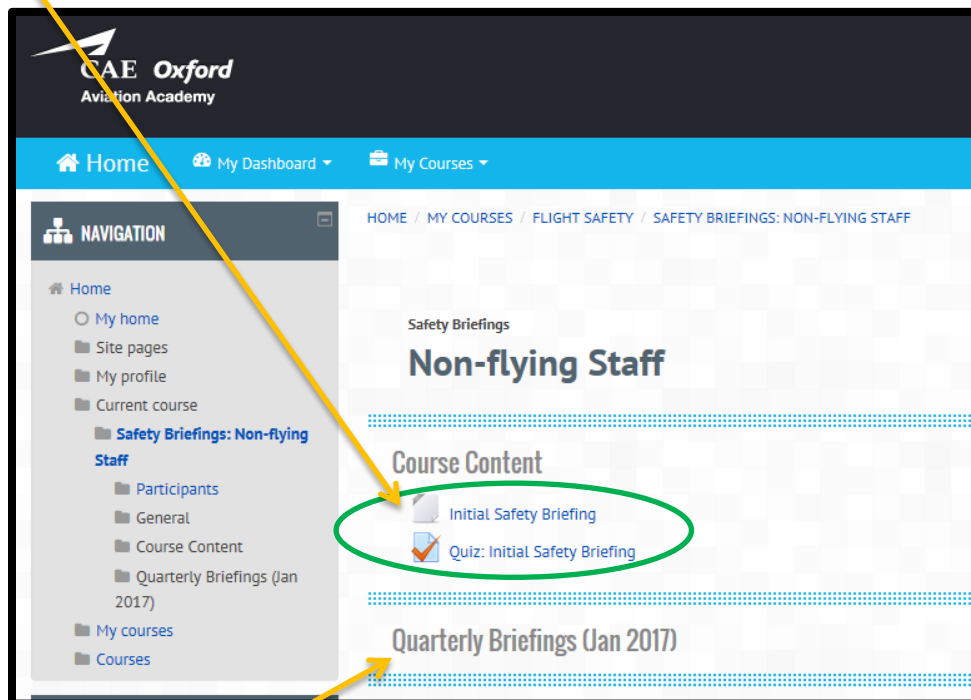 CAE Oxford
Aviation Academy
Home My Dashboard My Courses
NAVIGATION
HOME / MY COURSES / FLIGHT SAFETY / SAFETY BRIEFINGS: NON-FLYING STAFF
Home
My home
Site pages
My profile
Current course
Safety Briefings: Non-flying
Staff
Participants
General
Course Content
Quarterly Briefings (Jan
2017)
My courses
Courses
Safety Briefings
Non-flying Staff
Course Content
Initial Safety Briefing
Quiz: Initial Safety Briefing
Quarterly Briefings (Jan 2017)